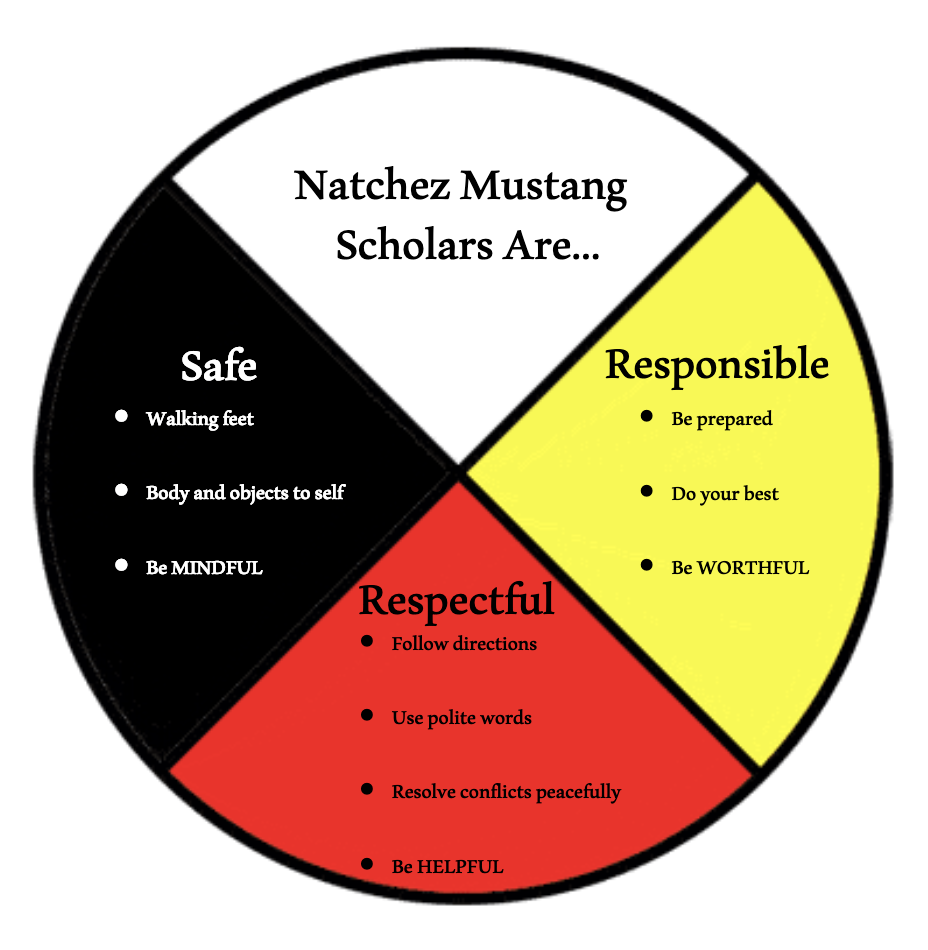 Natchez Mustang
Scholars Are...
Safe
• Walking feet
• Body and objects to self
• Be MINDFUL
Responsible
• Be prepared
• Do your best
• Be WORTHFUL
Respectful
• Follow directions
• Use polite words
• Resolve conflicts peacefully
• Be HELPFUL